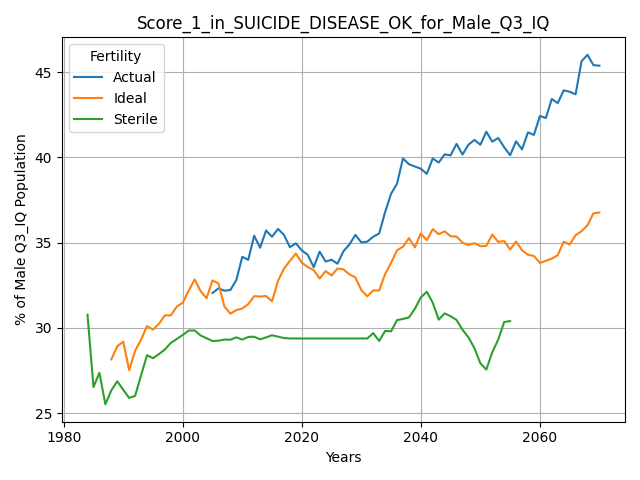 Score_1_in_SUICIDE_DISEASE_OK_for_Male_Q3_IQ
Fertility
Actual
Ideal
Sterile
% of Male Q3_IQ Population
45
40
35
30
25
1980
2000
2020
2040
2060
Years